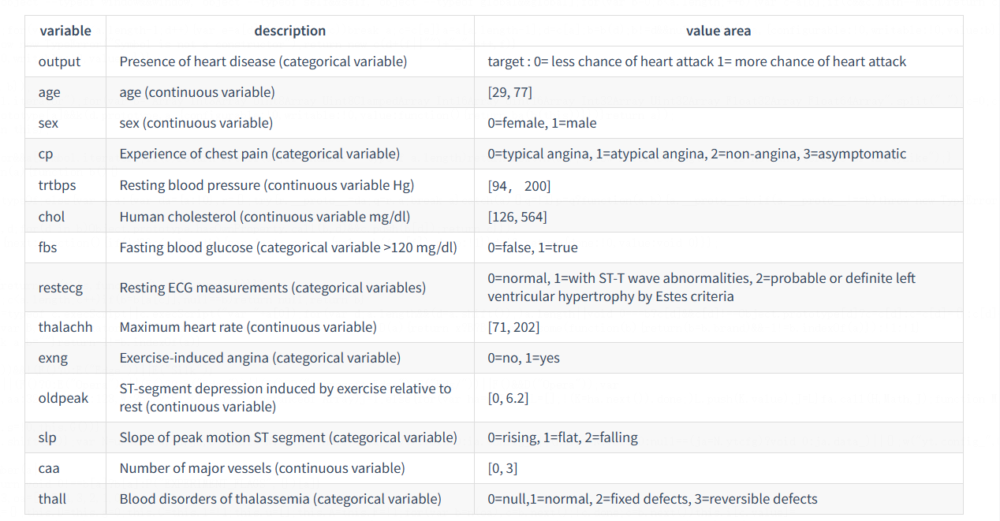 variable description value area
output Presence of heart disease (categorical variable) target : 0= less chance of heart attack 1= more chance of heart attack
age age (continuous variable) [29, 77]
sex sex (continuous variable) 0=female, 1=male
cp Experience of chest pain (categorical variable) 0=typical angina, 1=atypical angina, 2=non-angina, 3=asymptomatic
trtbps Resting blood pressure (continuous variable Hg) [94， 200]
chol Human cholesterol (continuous variable mg/dl) [126, 564]
fbs Fasting blood glucose (categorical variable >120 mg/dl) 0=false, 1=true
restecg Resting ECG measurements (categorical variables) 0=normal, 1=with ST-T wave abnormalities, 2=probable or definite left
ventricular hypertrophy by Estes criteria
thalachh Maximum heart rate (continuous variable) [71, 202]
exng Exercise-induced angina (categorical variable) 0=no, 1=yes
oldpeak ST-segment depression induced by exercise relative to
rest (continuous variable) [0, 6.2]
slp Slope of peak motion ST segment (categorical variable) 0=rising, 1=flat, 2=falling
caa Number of major vessels (continuous variable) [0, 3]
thall Blood disorders of thalassemia (categorical variable) 0=null,1=normal, 2=fixed defects, 3=reversible defects